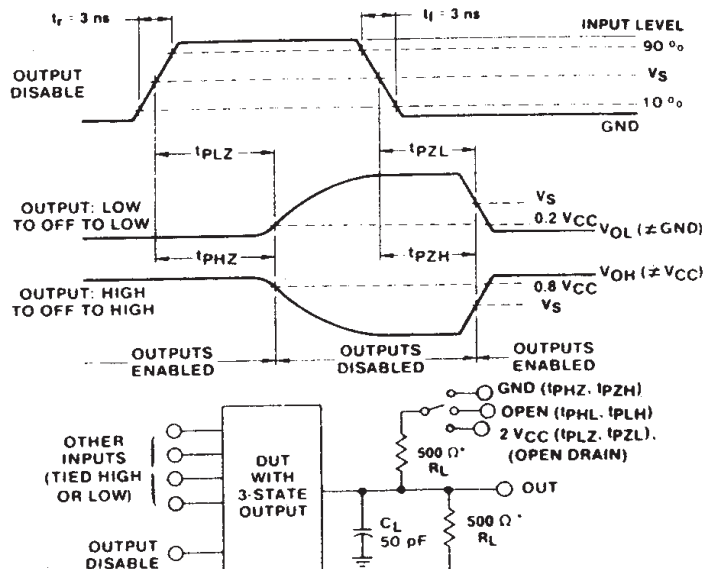 tr = 3 ns
tf = 3 ns
INPUT LEVEL
90 %
OUTPUT
DISABLE
VS
10 %
GND
tPLZ
tPZL
OUTPUT: LOW
TO OFF TO LOW
VS
0.2 VCC
VOL (≠ GND)
tPHZ
tPZH
OUTPUT: HIGH
TO OFF TO HIGH
VOH (≠ VCC)
0.8 VCC
VS
OUTPUTS
ENABLED
OUTPUTS
DISABLED
OUTPUTS
ENABLED
GND (tPHZ, tPZH)
OPEN (tPHL, tPLH)
2 VCC (tPLZ, tPZL),
(OPEN DRAIN)
OTHER
INPUTS
(TIED HIGH
OR LOW)
DUT
WITH
3-STATE
OUTPUT
500 Ω*
RL
OUT
CL
50 pF
500 Ω*
RL
OUTPUT
DISABLE